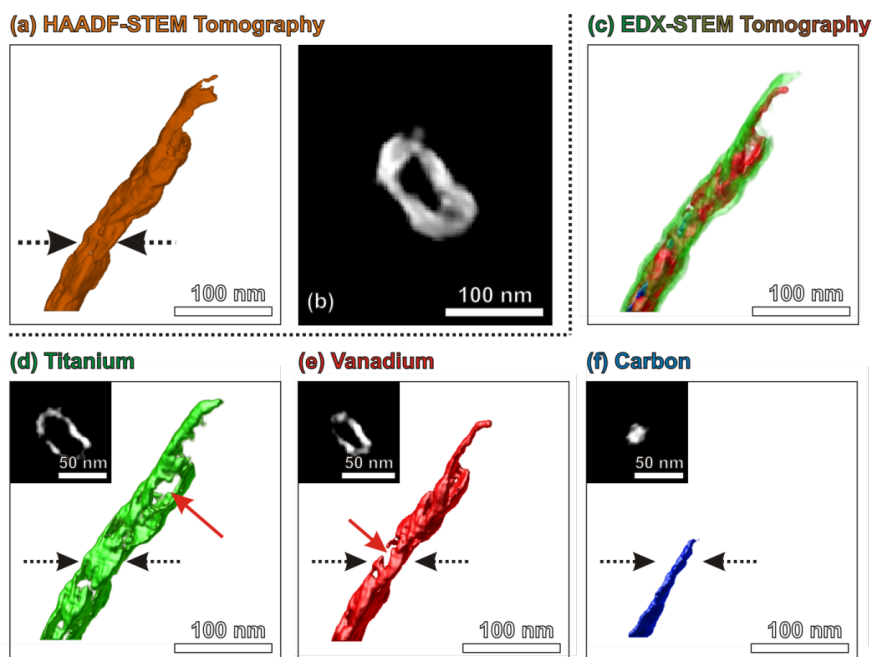 (a) HAADF-STEM Tomography
(c) EDX-STEM Tomography
100 nm
(b)
100 nm
100 nm
(d) Titanium
(e) Vanadium
(f) Carbon
50 nm
50 nm
50 nm
100 nm
100 nm
100 nm